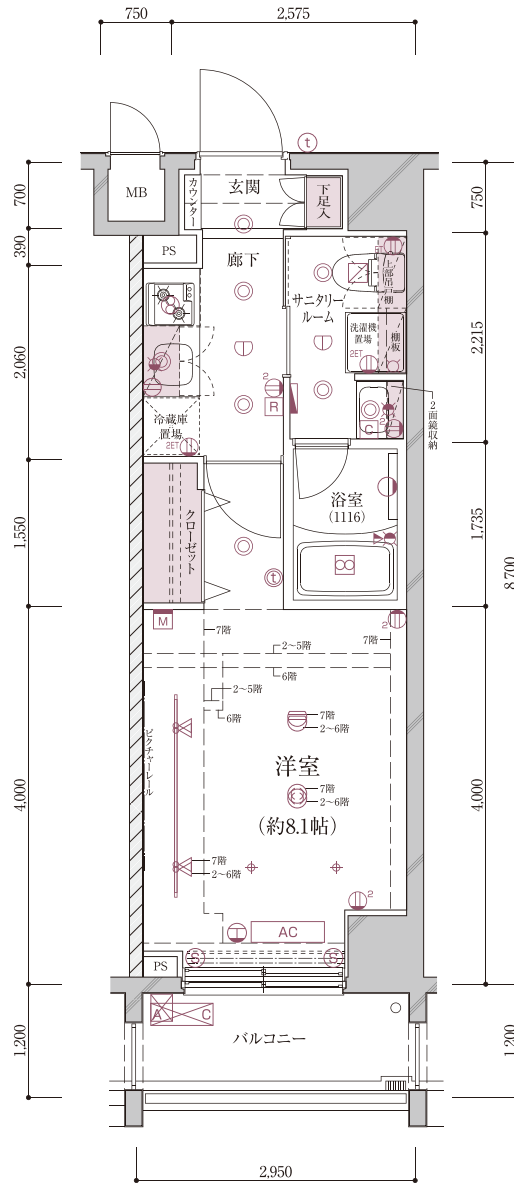 750
2,575
t
MB
カウンター
玄関
下足入
700
390
2,060
1,550
4,000
1,200
750
2,215
1,735
8,700
4,000
1,200
PS
廊下
サニタリー
ルーム
上部吊戸棚
洗濯機
置場
2ET
棚板
2
R
冷蔵庫
置場
2ET
C
2
2面鏡収納
クローゼット
浴室
(1116)
t
M
2
7階
7階
2〜5階
6階
2〜5階
6階
ピクチャーレール
7階
2〜6階
洋室
7階
2〜6階
(約8.1帖)
7階
2〜6階
2
AC
PS
S
S
A
C
バルコニー
2,950